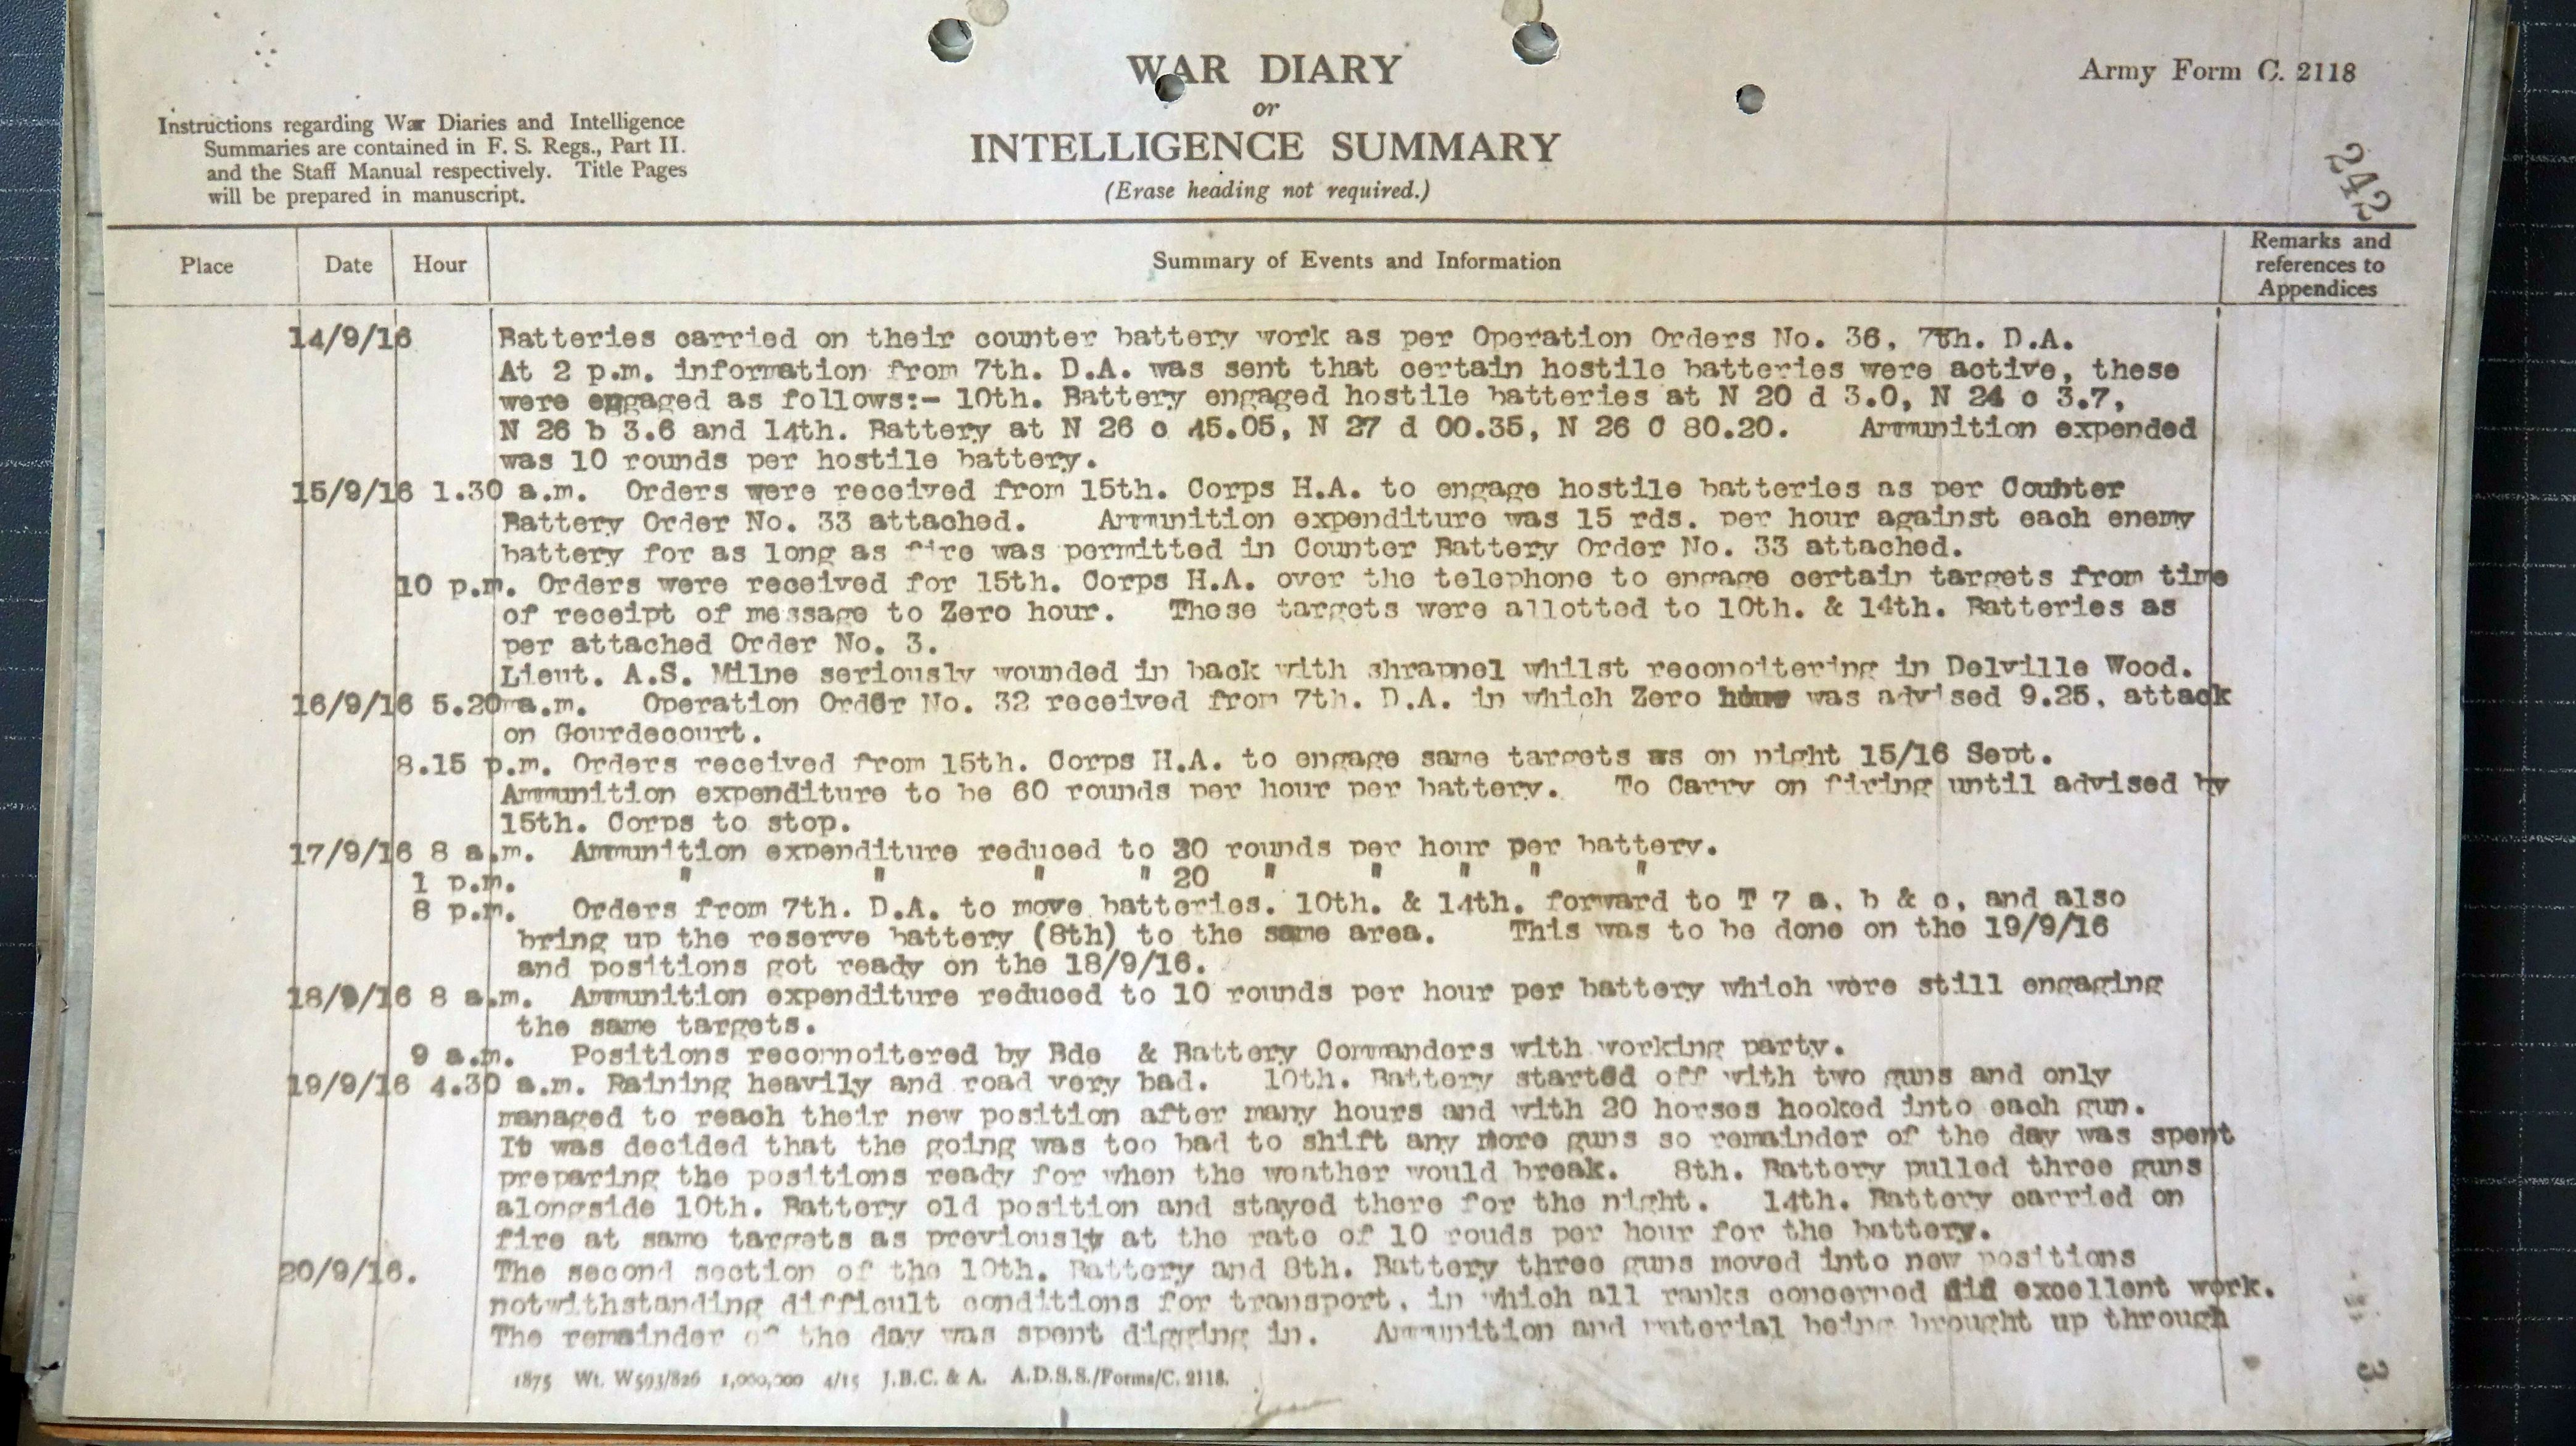 WAR DIARY
or
INTELLIGENCE SUMMARY
(Erase heading not required.)
Army Form C. 2118
Instructions regarding War Diaries and Intelligence
Summaries are contained in F. S. Regs., Part II.
and the Staff Manual respectively. Title Pages
will be prepared in manuscript.
242
Place Date Hour Summary of Events and Information Remarks and
references to
Appendices
14/9/16 Batteries carried on their counter battery work as per Operation Orders No. 36, 7th. D.A.
At 2 p.m. information from 7th. D.A. was sent that certain hostile batteries were active, these
were engaged as follows:- 10th. Battery engaged hostile batteries at N 20 d 3.0, N 24 c 3.7,
N 26 b 3.6 and 14th. Battery at N 26 c 45.05, N 27 d 00.35, N 26 C 80.20. Ammunition expended
was 10 rounds per hostile battery.
15/9/16 1.30 a.m. Orders were received from 15th. Corps H.A. to engage hostile batteries as per Counter
Battery Order No. 33 attached. Ammunition expenditure was 15 rds. per hour against each enemy
battery for as long as fire was permitted in Counter Battery Order No. 33 attached.
10 p.m. Orders were received for 15th. Corps H.A. over the telephone to engage certain targets from time
of receipt of message to Zero hour. These targets were allotted to 10th. & 14th. Batteries as
per attached Order No. 3.
Lieut. A.S. Milne seriously wounded in back with shrapnel whilst reconoitering in Delville Wood.
16/9/16 5.20 a.m. Operation Order No. 32 received from 7th. D.A. in which Zero hour was advised 9.25, attack
on Gourdecourt.
8.15 p.m. Orders received from 15th. Corps H.A. to engage same targets as on night 15/16 Sept.
Ammunition expenditure to be 60 rounds per hour per battery. To Carry on firing until advised by
15th. Corps to stop.
17/9/16 8 a.m. Ammunition expenditure reduced to 30 rounds per hour per battery.
1 p.m. " " " " 20 " " " " "
8 p.m. Orders from 7th. D.A. to move batteries. 10th. & 14th. forward to T 7 a, b & c, and also
bring up the reserve battery (8th) to the same area. This was to be done on the 19/9/16
and positions got ready on the 18/9/16.
18/9/16 8 a.m. Ammunition expenditure reduced to 10 rounds per hour per battery which were still engaging
the same targets.
9 a.m. Positions reconnoitered by Bde & Battery Commanders with working party.
19/9/16 4.30 a.m. Raining heavily and road very bad. 10th. Battery started off with two guns and only
managed to reach their new position after many hours and with 20 horses hooked into each gun.
It was decided that the going was too bad to shift any more guns so remainder of the day was spent
preparing the positions ready for when the weather would break. 8th. Battery pulled three guns
alongside 10th. Battery old position and stayed there for the night. 14th. Battery carried on
fire at same targets as previously at the rate of 10 rouds per hour for the battery.
20/9/16. The second section of the 10th. Battery and 8th. Battery three guns moved into new positions
notwithstanding difficult conditions for transport, in which all ranks concerned did excellent work.
The remainder of the day was spent digging in. Ammunition and material being brought up through
1875 Wt. W593/826 1,000,000 4/15 J.B.C. & A. A.D.S.S./Forms/C. 2118.
3